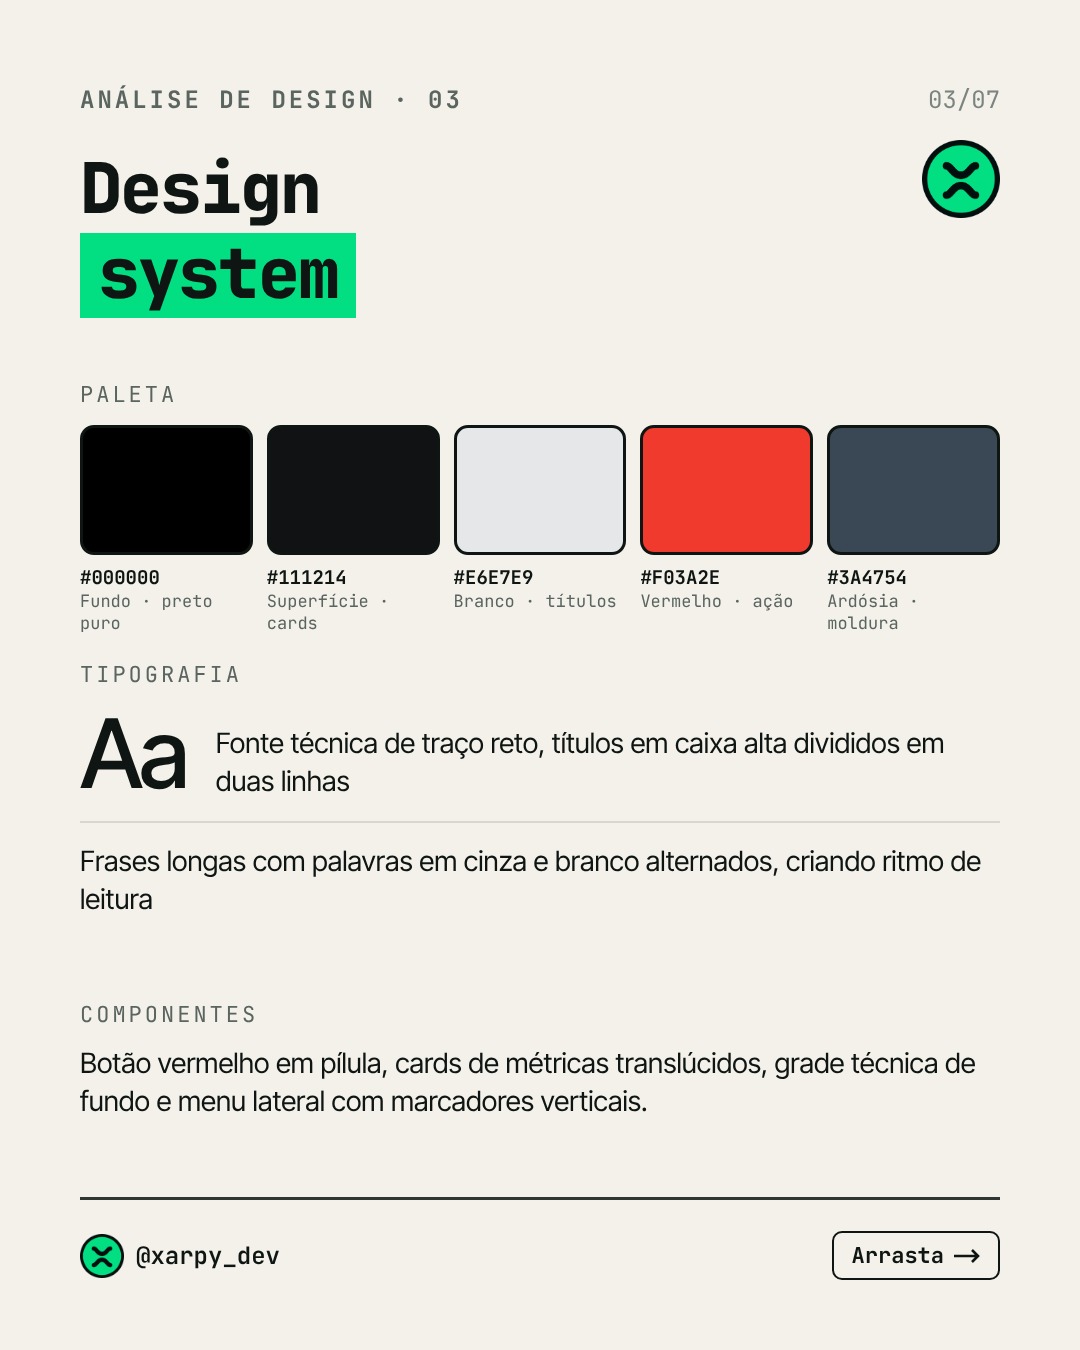 ANÁLISE DE DESIGN · 03
03/07
Design
system
PALETA
#000000
Fundo · preto
puro
#111214
Superfície ·
cards
#E6E7E9
Branco · títulos
#F03A2E
Vermelho · ação
#3A4754
Ardósia ·
moldura
TIPOGRAFIA
Aa
Fonte técnica de traço reto, títulos em caixa alta divididos em
duas linhas
Frases longas com palavras em cinza e branco alternados, criando ritmo de
leitura
COMPONENTES
Botão vermelho em pílula, cards de métricas translúcidos, grade técnica de
fundo e menu lateral com marcadores verticais.
@xarpy_dev
Arrasta →